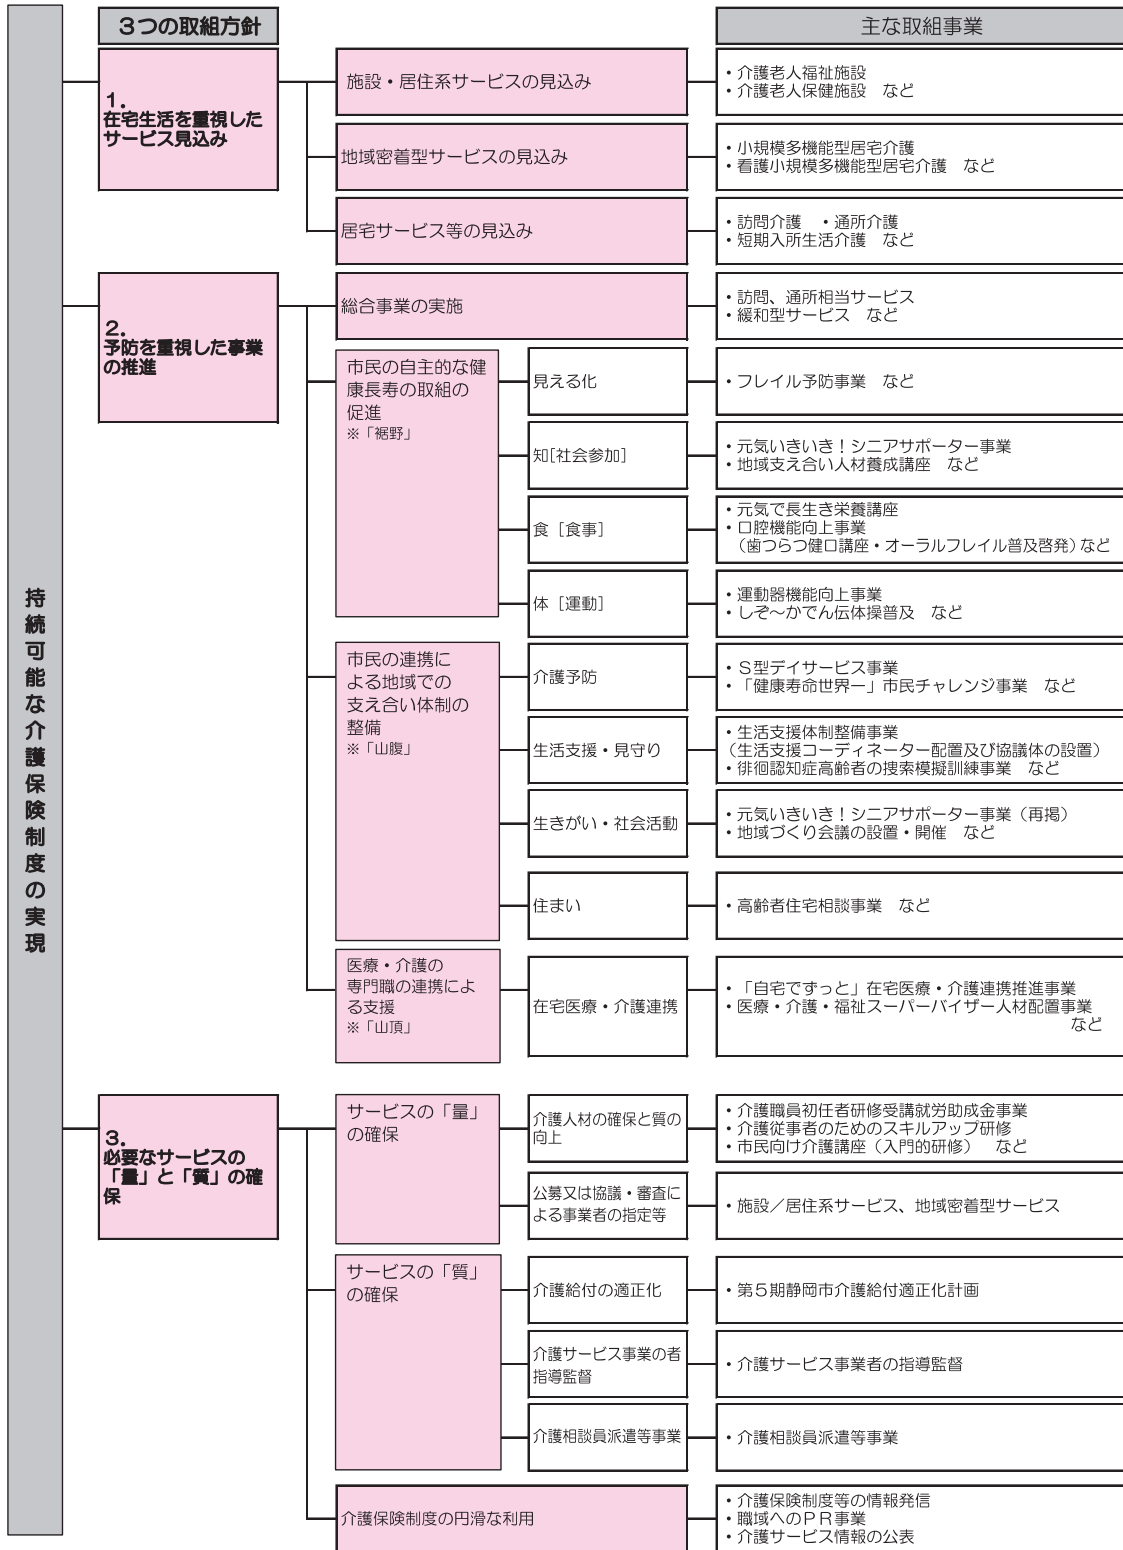 持続可能な介護保険制度の実現
3つの取組方針
主な取組事業
1.
在宅生活を重視した
サービス見込み
施設・居住系サービスの見込み
・介護老人福祉施設
・介護老人保健施設　など
地域密着型サービスの見込み
・小規模多機能型居宅介護
・看護小規模多機能型居宅介護　など
居宅サービス等の見込み
・訪問介護　・通所介護
・短期入所生活介護　など
2.
予防を重視した事業
の推進
総合事業の実施
・訪問、通所相当サービス
・緩和型サービス　など
市民の自主的な健
康長寿の取組の
促進
※「裾野」
見える化
・フレイル予防事業　など
知[社会参加]
・元気いきいき！シニアサポーター事業
・地域支え合い人材養成講座　など
食［食事］
・元気で長生き栄養講座
・口腔機能向上事業
（歯つらつ健口講座・オーラルフレイル普及啓発）など
体［運動］
・運動器機能向上事業
・しぞ～かでん伝体操普及　など
市民の連携に
よる地域での
支え合い体制の
整備
※「山腹」
介護予防
・S型デイサービス事業
・「健康寿命世界一」市民チャレンジ事業　など
生活支援・見守り
・生活支援体制整備事業
（生活支援コーディネーター配置及び協議体の設置）
・徘徊認知症高齢者の捜索模擬訓練事業　など
生きがい・社会活動
・元気いきいき！シニアサポーター事業（再掲）
・地域づくり会議の設置・開催　など
住まい
・高齢者住宅相談事業　など
医療・介護の
専門職の連携によ
る支援
※「山頂」
在宅医療・介護連携
・「自宅でずっと」在宅医療・介護連携推進事業
・医療・介護・福祉スーパーバイザー人材配置事業
など
3.
必要なサービスの
「量」と「質」の確
保
サービスの「量」
の確保
介護人材の確保と質の
向上
・介護職員初任者研修受講就労助成金事業
・介護従事者のためのスキルアップ研修
・市民向け介護講座（入門的研修）　など
公募又は協議・審査に
よる事業者の指定等
・施設／居住系サービス、地域密着型サービス
サービスの「質」
の確保
介護給付の適正化
・第5期静岡市介護給付適正化計画
介護サービス事業の者
指導監督
・介護サービス事業者の指導監督
介護相談員派遣等事業
・介護相談員派遣等事業
介護保険制度の円滑な利用
・介護保険制度等の情報発信
・職域へのPR事業
・介護サービス情報の公表